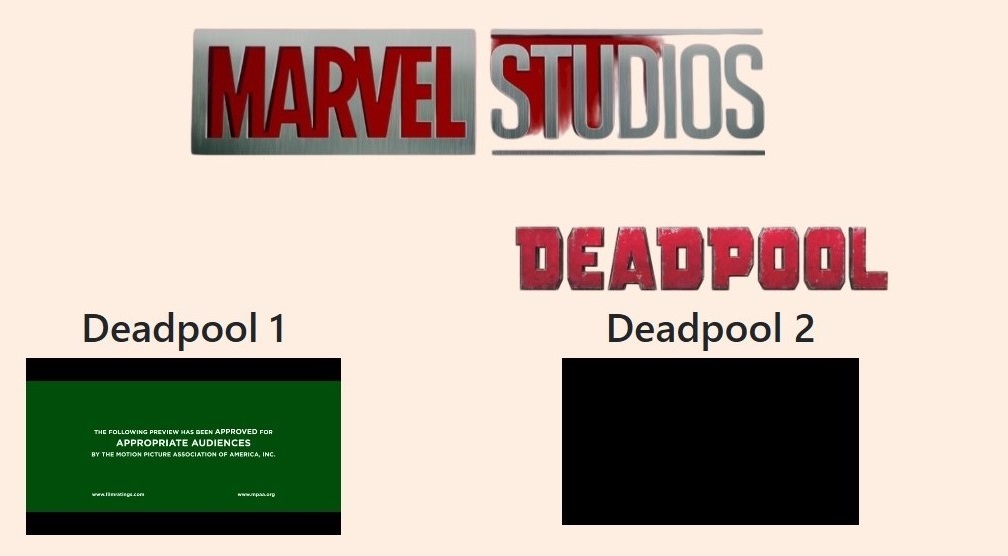 MARVEL STUDIOS
DEADPOOL
Deadpool 1
Deadpool 2
THE FOLLOWING PREVIEW HAS BEEN APPROVED FOR
APPROPRIATE AUDIENCES
BY THE MOTION PICTURE ASSOCIATION OF AMERICA, INC.
www.filmratings.com
www.mpaa.org